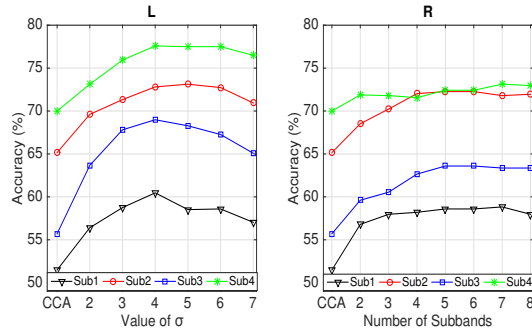 L
Accuracy (%)
80
75
70
65
60
55
50
Sub1 Sub2 Sub3 Sub4
CCA 2 3 4 5 6 7
Value of σ
R
Accuracy (%)
80
75
70
65
60
55
50
Sub1 Sub2 Sub3 Sub4
CCA 2 3 4 5 6 7 8
Number of Subbands